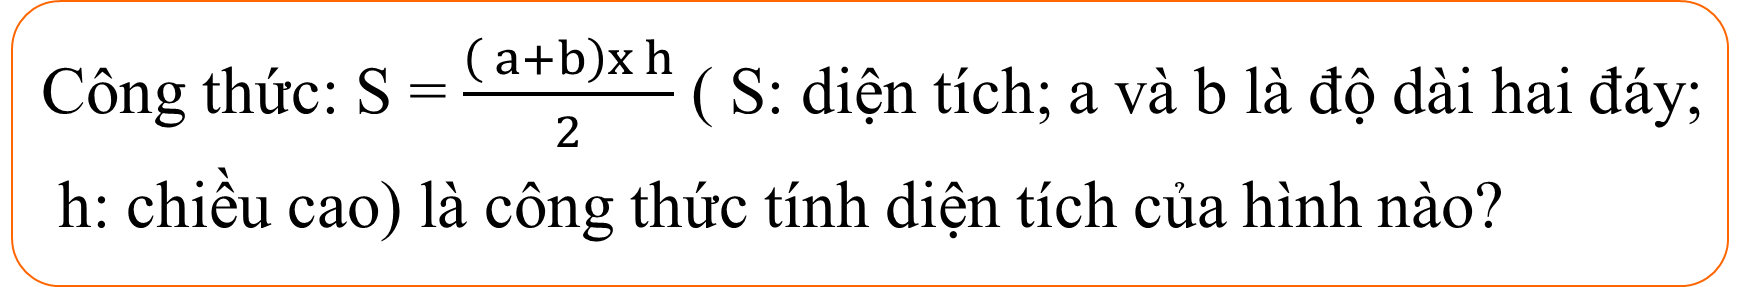 Công thức: S = \frac{( a+b)x h}{2} ( S: diện tích; a và b là độ dài hai đáy;
h: chiều cao) là công thức tính diện tích của hình nào?